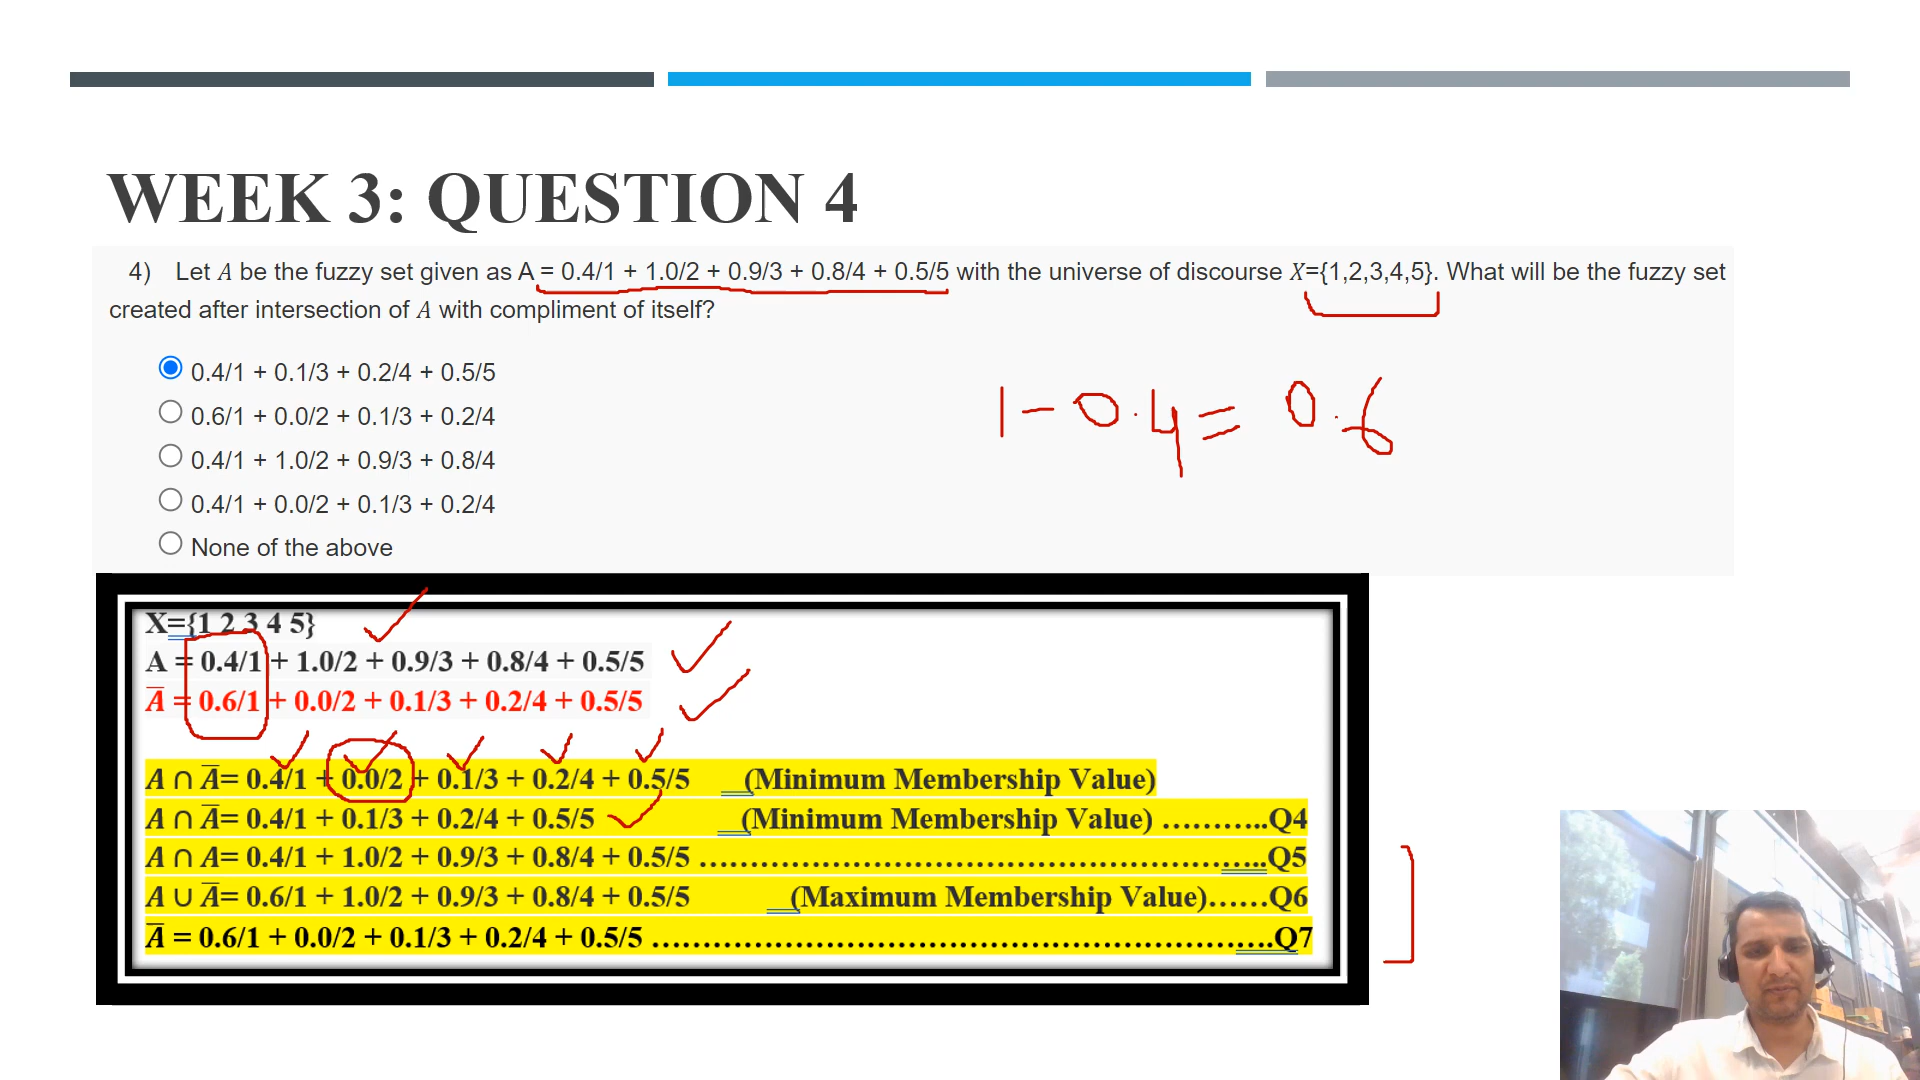 WEEK 3: QUESTION 4
4) Let A be the fuzzy set given as A = 0.4/1 + 1.0/2 + 0.9/3 + 0.8/4 + 0.5/5 with the universe of discourse X={1,2,3,4,5}. What will be the fuzzy set
created after intersection of A with compliment of itself?
0.4/1 + 0.1/3 + 0.2/4 + 0.5/5
0.6/1 + 0.0/2 + 0.1/3 + 0.2/4
0.4/1 + 1.0/2 + 0.9/3 + 0.8/4
0.4/1 + 0.0/2 + 0.1/3 + 0.2/4
None of the above
1 - 0.4 = 0.6
X={1 2 3 4 5}
A = 0.4/1 + 1.0/2 + 0.9/3 + 0.8/4 + 0.5/5
A̅ = 0.6/1 + 0.0/2 + 0.1/3 + 0.2/4 + 0.5/5
A ∩ A̅= 0.4/1 + 0.0/2 + 0.1/3 + 0.2/4 + 0.5/5 (Minimum Membership Value)
A ∩ A̅= 0.4/1 + 0.1/3 + 0.2/4 + 0.5/5 (Minimum Membership Value) ………..Q4
A ∩ A= 0.4/1 + 1.0/2 + 0.9/3 + 0.8/4 + 0.5/5 ………………………………………………..Q5
A ∪ A̅= 0.6/1 + 1.0/2 + 0.9/3 + 0.8/4 + 0.5/5 (Maximum Membership Value)……Q6
A̅ = 0.6/1 + 0.0/2 + 0.1/3 + 0.2/4 + 0.5/5 …………………………………………………….Q7